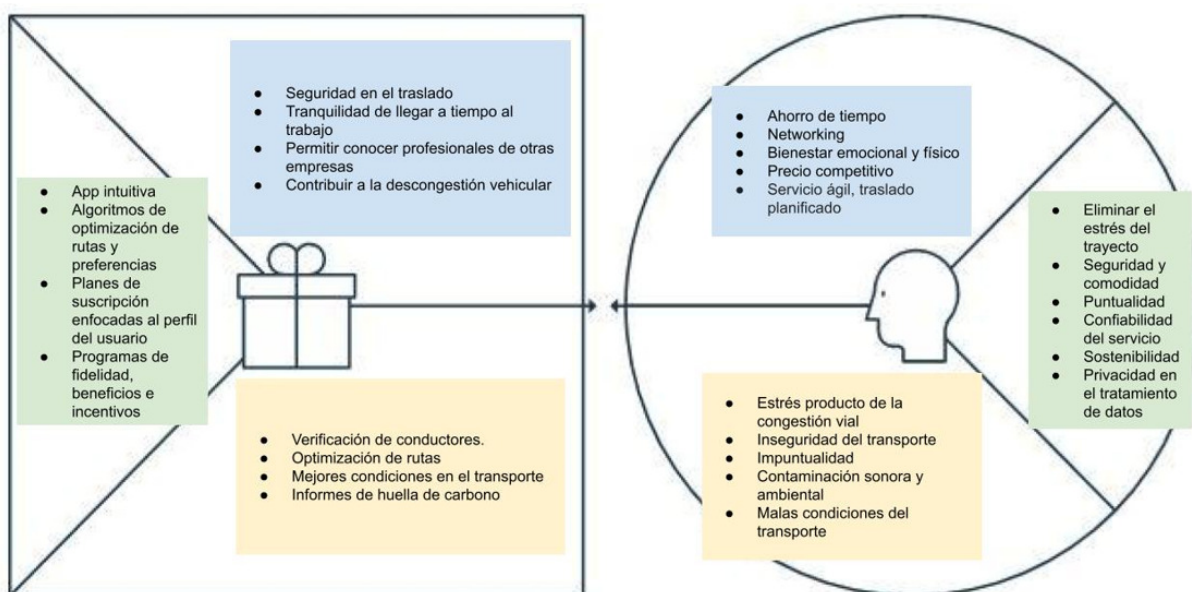 ● Seguridad en el traslado
● Tranquilidad de llegar a tiempo al
trabajo
● Permitir conocer profesionales de otras
empresas
● Contribuir a la descongestión vehicular
● App intuitiva
● Algoritmos de
optimización de
rutas y
preferencias
● Planes de
suscripción
enfocadas al perfil
del usuario
● Programas de
fidelidad,
beneficios e
incentivos
● Verificación de conductores.
● Optimización de rutas
● Mejores condiciones en el transporte
● Informes de huella de carbono
● Ahorro de tiempo
● Networking
● Bienestar emocional y físico
● Precio competitivo
● Servicio ágil, traslado
planificado
● Eliminar el
estrés del
trayecto
● Seguridad y
comodidad
● Puntualidad
● Confiabilidad
del servicio
● Sostenibilidad
● Privacidad en
el tratamiento
de datos
● Estrés producto de la
congestión vial
● Inseguridad del transporte
● Impuntualidad
● Contaminación sonora y
ambiental
● Malas condiciones del
transporte